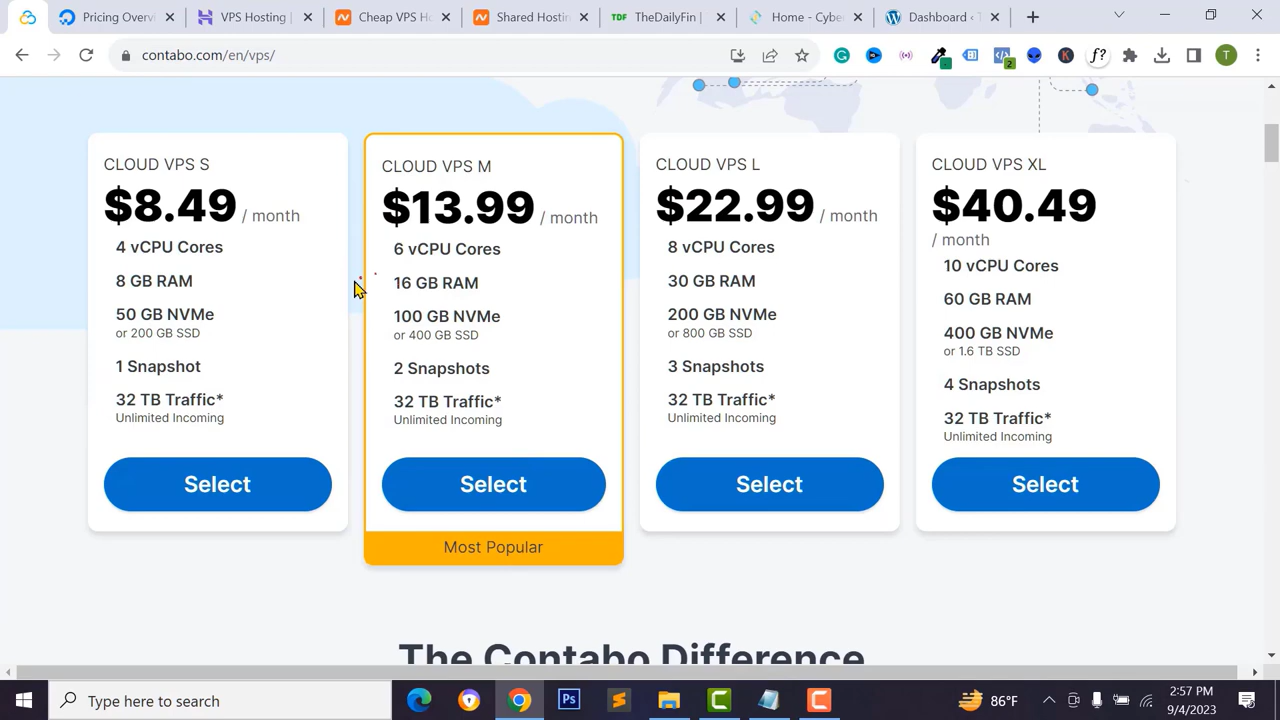 Pricing Overvi
VPS Hosting |
Cheap VPS Ho
Shared Hostin
TDF TheDailyFin |
Home - Cyber
Dashboard ‹ T
contabo.com/en/vps/
2
f?
T
CLOUD VPS S
$8.49 / month
4 vCPU Cores
8 GB RAM
50 GB NVMe
or 200 GB SSD
1 Snapshot
32 TB Traffic*
Unlimited Incoming
Select
CLOUD VPS M
$13.99 / month
6 vCPU Cores
16 GB RAM
100 GB NVMe
or 400 GB SSD
2 Snapshots
32 TB Traffic*
Unlimited Incoming
Select
Most Popular
CLOUD VPS L
$22.99 / month
8 vCPU Cores
30 GB RAM
200 GB NVMe
or 800 GB SSD
3 Snapshots
32 TB Traffic*
Unlimited Incoming
Select
CLOUD VPS XL
$40.49
/ month
10 vCPU Cores
60 GB RAM
400 GB NVMe
or 1.6 TB SSD
4 Snapshots
32 TB Traffic*
Unlimited Incoming
Select
The Contabo Difference
Type here to search
Ps
86°F
2:57 PM
9/4/2023